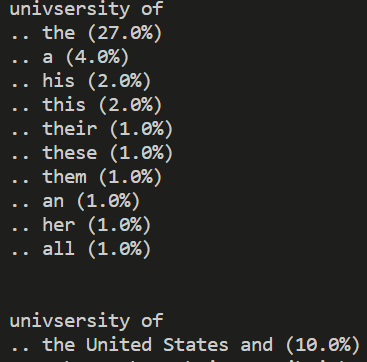 univsersity of
.. the (27.0%)
.. a (4.0%)
.. his (2.0%)
.. this (2.0%)
.. their (1.0%)
.. these (1.0%)
.. them (1.0%)
.. an (1.0%)
.. her (1.0%)
.. all (1.0%)
univsersity of
.. the United States and (10.0%)